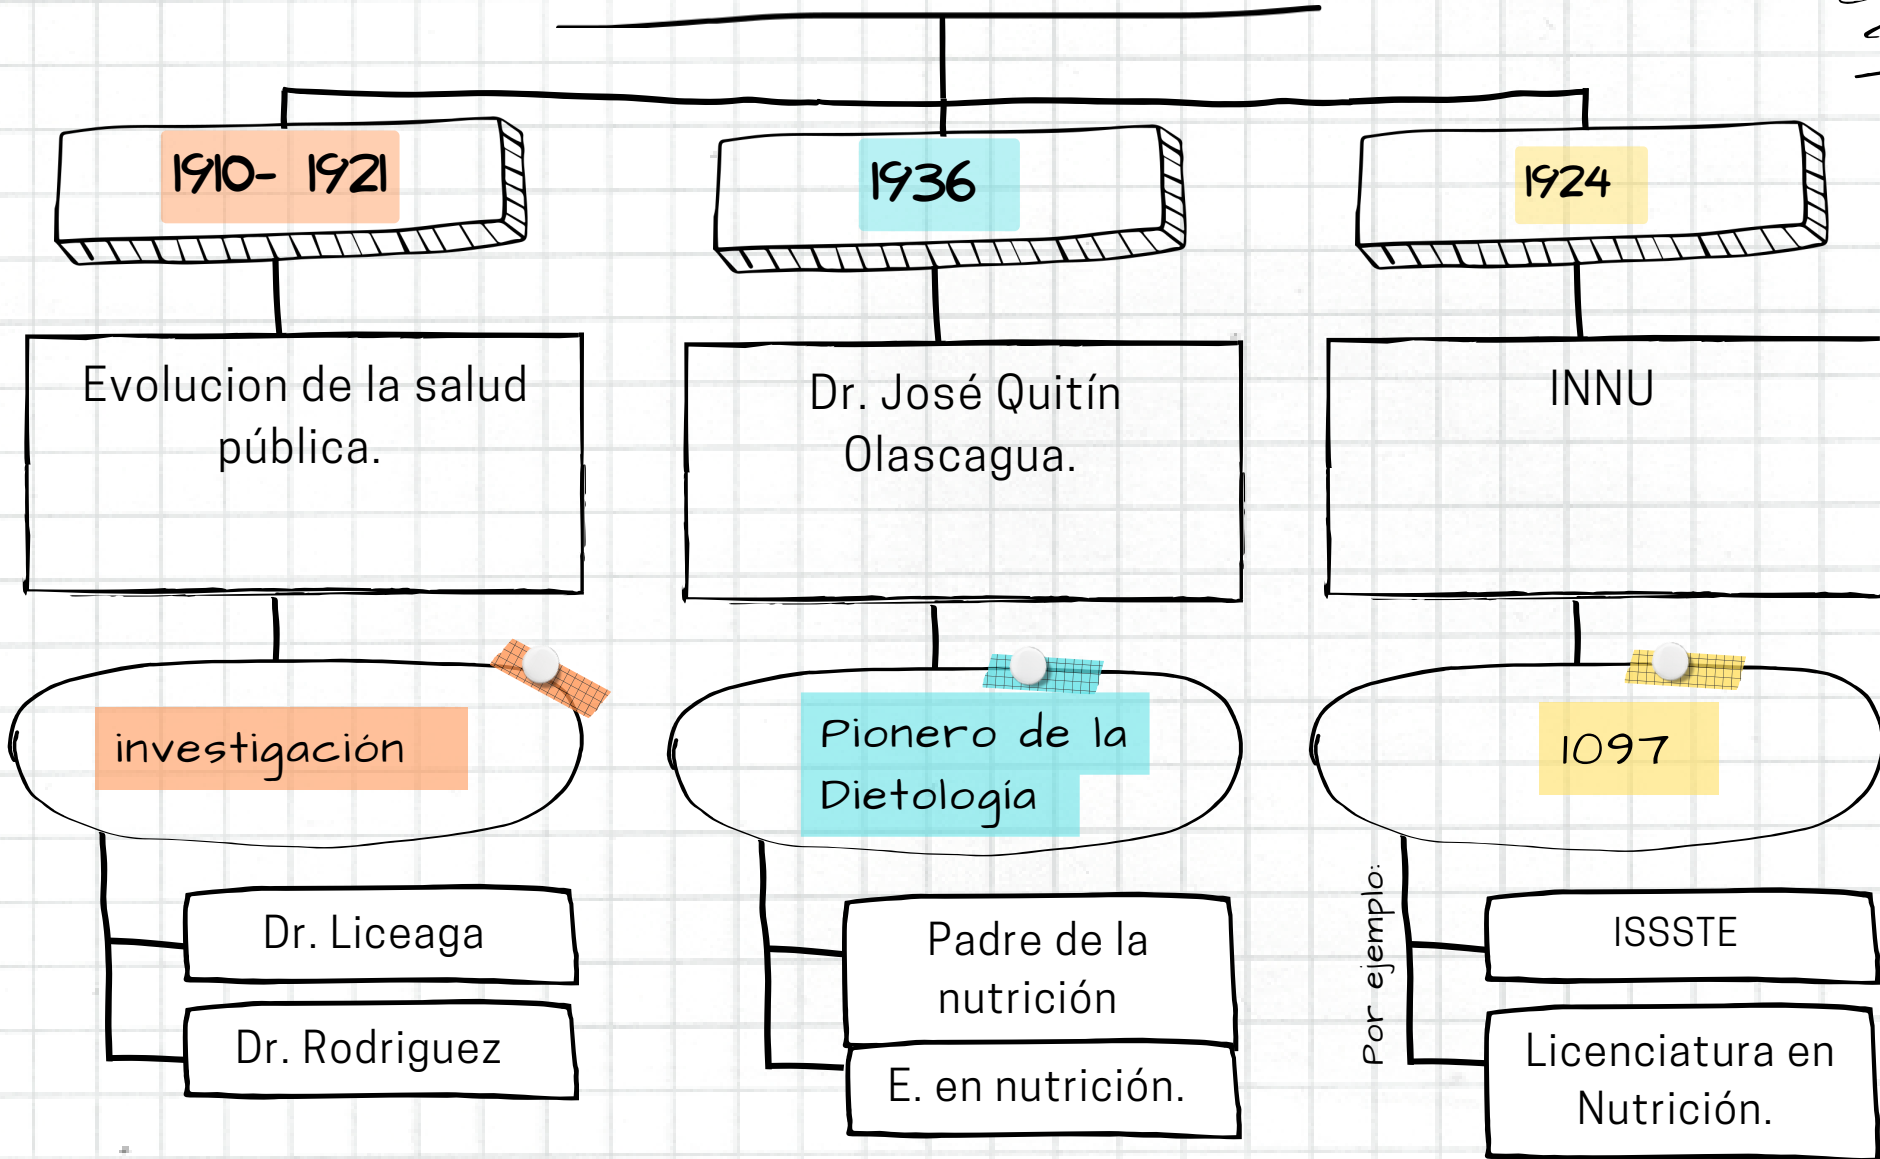 1910- 1921
1936
1924
Evolucion de la salud
pública.
Dr. José Quitín
Olascagua.
INNU
investigación
Pionero de la
Dietología
1097
Dr. Liceaga
Dr. Rodriguez
Padre de la
nutrición
E. en nutrición.
Por ejemplo:
ISSSTE
Licenciatura en
Nutrición.